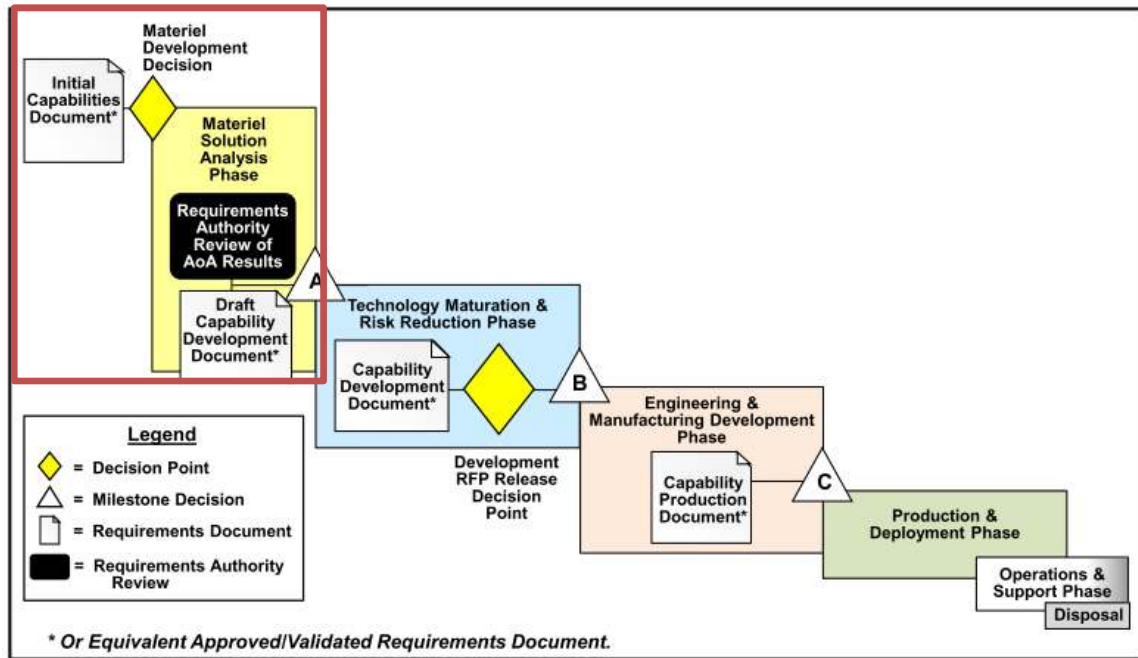 Materiel
Development
Decision
Initial
Capabilities
Document*
Materiel
Solution
Analysis
Phase
Requirements
Authority
Review of
AoA Results
A
Draft
Capability
Development
Document*
Technology Maturation &
Risk Reduction Phase
Capability
Development
Document*
B
Development
RFP Release
Decision
Point
Engineering &
Manufacturing Development
Phase
Capability
Production
Document*
C
Production &
Deployment Phase
Operations &
Support Phase
Disposal
Legend
= Decision Point
= Milestone Decision
= Requirements Document
= Requirements Authority
Review
* Or Equivalent Approved/Validated Requirements Document.